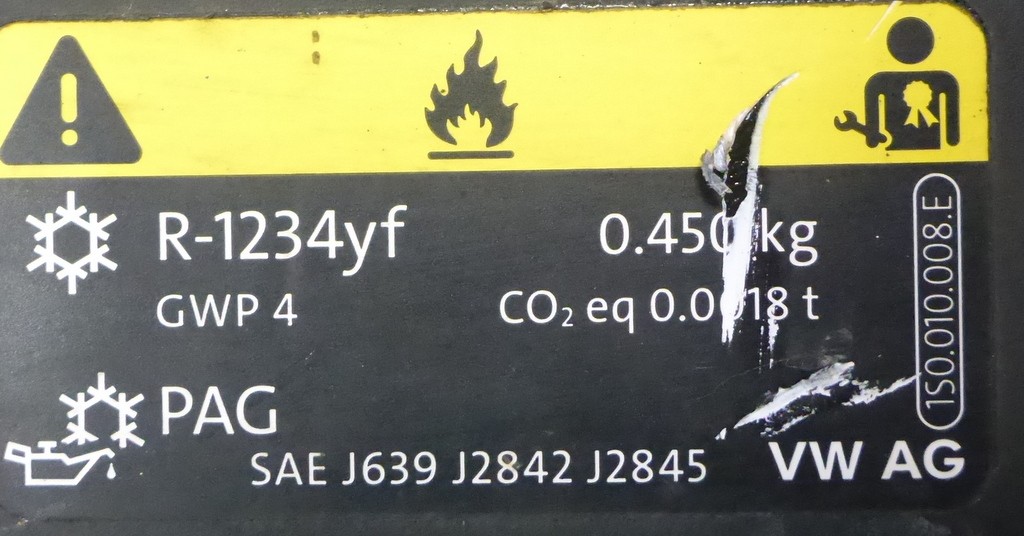 R-1234yf 0.450 kg
GWP 4 CO₂ eq 0.0018 t
PAG
SAE J639 J2842 J2845
VW AG
1S0.010.008.E